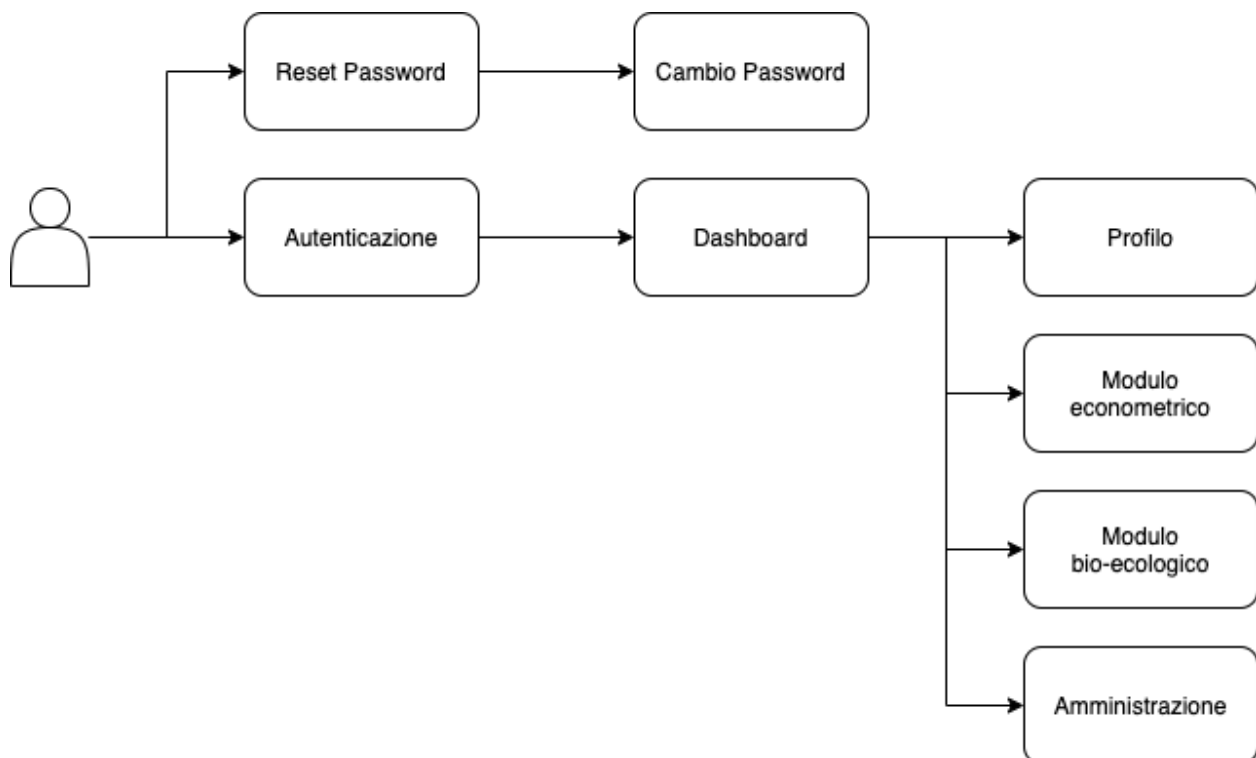 Reset Password
Cambio Password
Autenticazione
Dashboard
Profilo
Modulo
econometrico
Modulo
bio-ecologico
Amministrazione